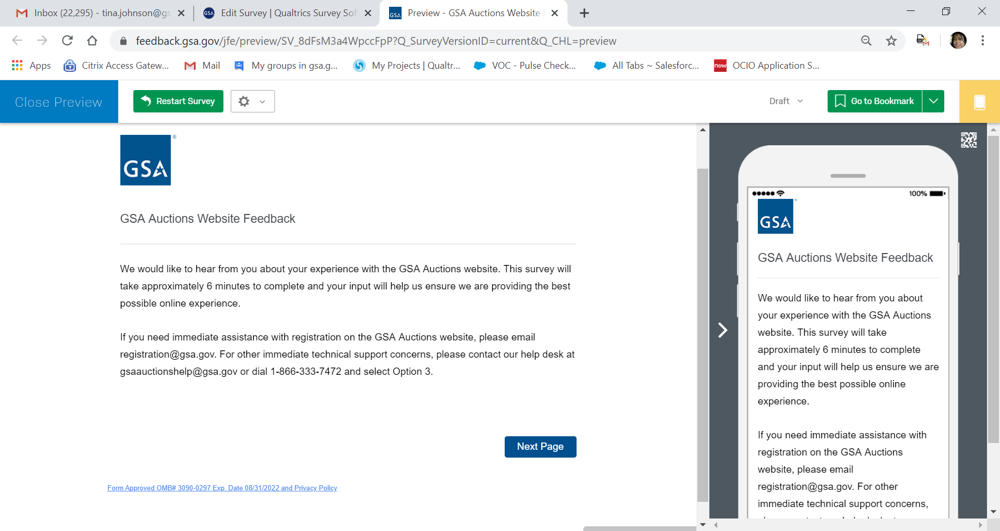 Inbox (22,295) - tina.johnson@gs
Edit Survey | Qualtrics Survey Sof
Preview - GSA Auctions Website
feedback.gsa.gov/jfe/preview/SV_8dFsM3a4WpccFpP?Q_SurveyVersionID=current&Q_CHL=preview
Apps
Citrix Access Gatew...
Mail
My groups in gsa.g...
My Projects | Qualtr...
VOC - Pulse Check...
All Tabs ~ Salesforc...
now
OCIO Application S...
Close Preview
Restart Survey
Draft
Go to Bookmark
GSA
®
GSA Auctions Website Feedback
We would like to hear from you about your experience with the GSA Auctions website. This survey will
take approximately 6 minutes to complete and your input will help us ensure we are providing the best
possible online experience.
If you need immediate assistance with registration on the GSA Auctions website, please email
registration@gsa.gov. For other immediate technical support concerns, please contact our help desk at
gsaauctionshelp@gsa.gov or dial 1-866-333-7472 and select Option 3.
Next Page
Form Approved OMB# 3090-0297 Exp. Date 08/31/2022 and Privacy Policy
100%
GSA
®
GSA Auctions Website Feedback
We would like to hear from you about
your experience with the GSA Auctions
website. This survey will take
approximately 6 minutes to complete
and your input will help us ensure we are
providing the best possible online
experience.
If you need immediate assistance with
registration on the GSA Auctions
website, please email
registration@gsa.gov. For other
immediate technical support concerns,